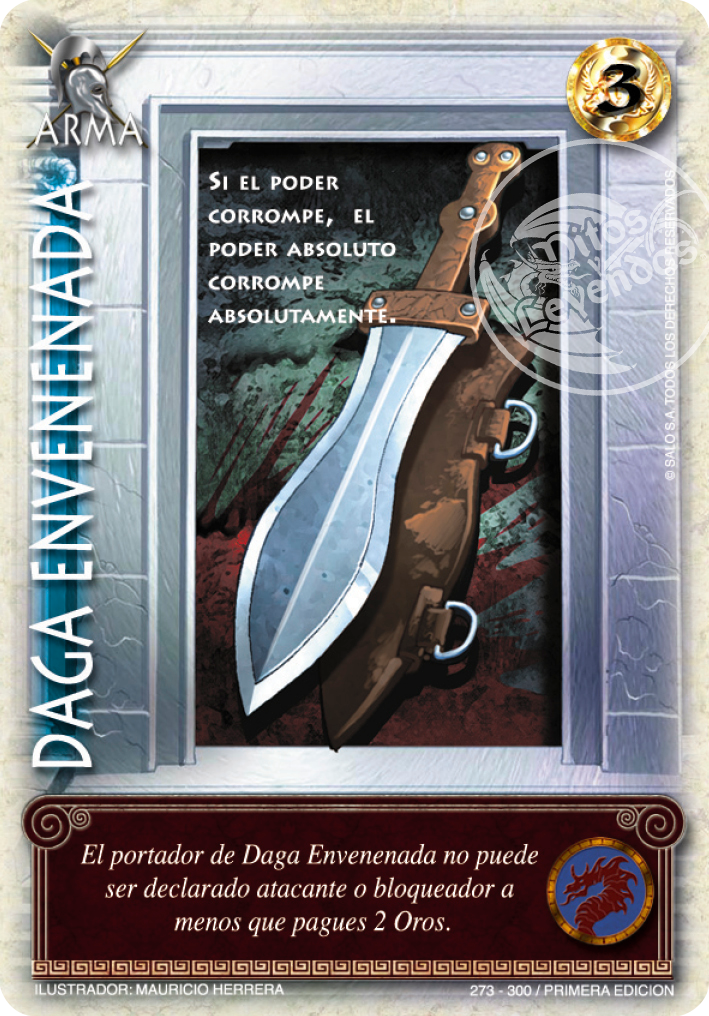 ARMA
3
DAGA ENVENENADA
SI EL PODER
CORROMPE, EL
PODER ABSOLUTO
CORROMPE
ABSOLUTAMENTE.
Mitos
y
Leyendas
© SALO S.A. TODOS LOS DERECHOS RESERVADOS
El portador de Daga Envenenada no puede
ser declarado atacante o bloqueador a
menos que pagues 2 Oros.
ILUSTRADOR: MAURICIO HERRERA
273 - 300 / PRIMERA EDICION